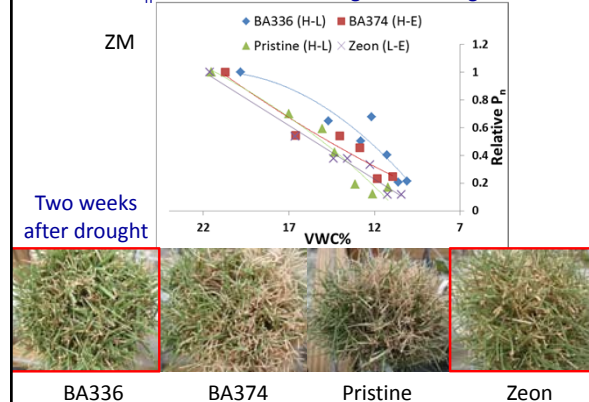 n
BA336 (H-L) BA374 (H-E)
ZM
Pristine (H-L) Zeon (L-E)
1.2
1
0.8
0.6
0.4
0.2
0
Relative Pn
22 17 12 7
VWC%
Two weeks
after drought
BA336 BA374 Pristine Zeon